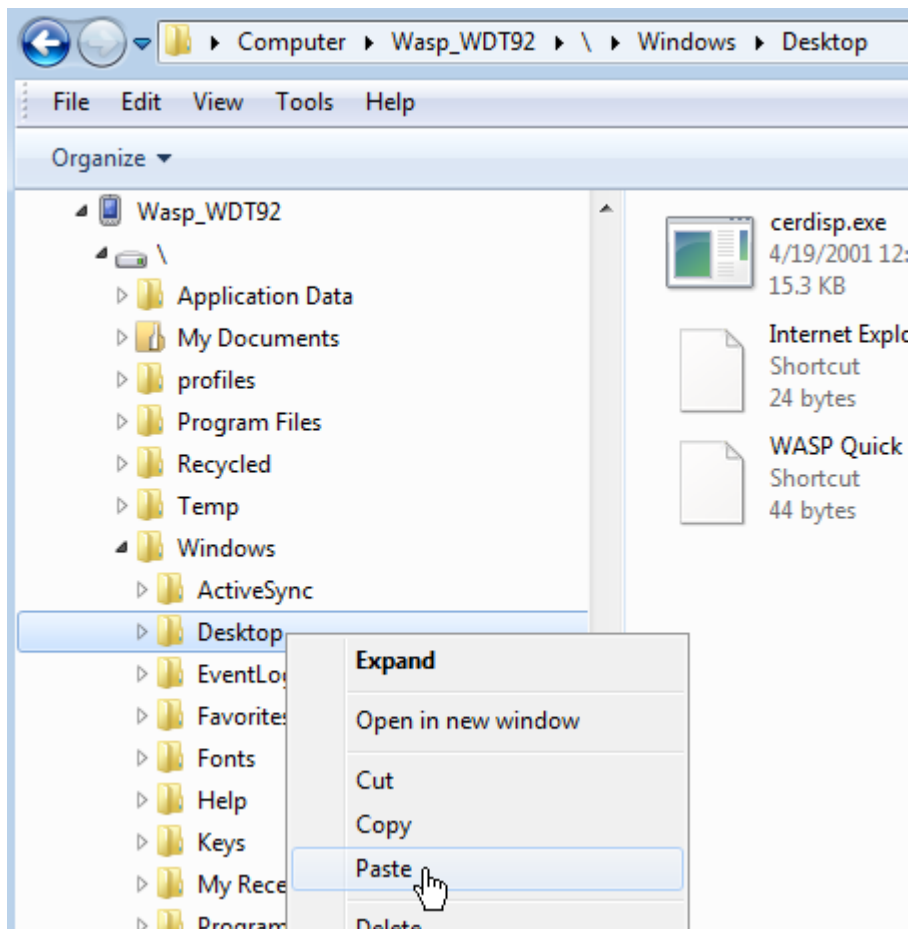 Computer Wasp_WDT92 \ Windows Desktop
File Edit View Tools Help
Organize
Wasp_WDT92
\
Application Data
My Documents
profiles
Program Files
Recycled
Temp
Windows
ActiveSync
Desktop
EventLog
Favorites
Fonts
Help
Keys
My Rece
Program
cerdisp.exe
4/19/2001 12:
15.3 KB
Internet Explo
Shortcut
24 bytes
WASP Quick
Shortcut
44 bytes
Expand
Open in new window
Cut
Copy
Paste
Delete